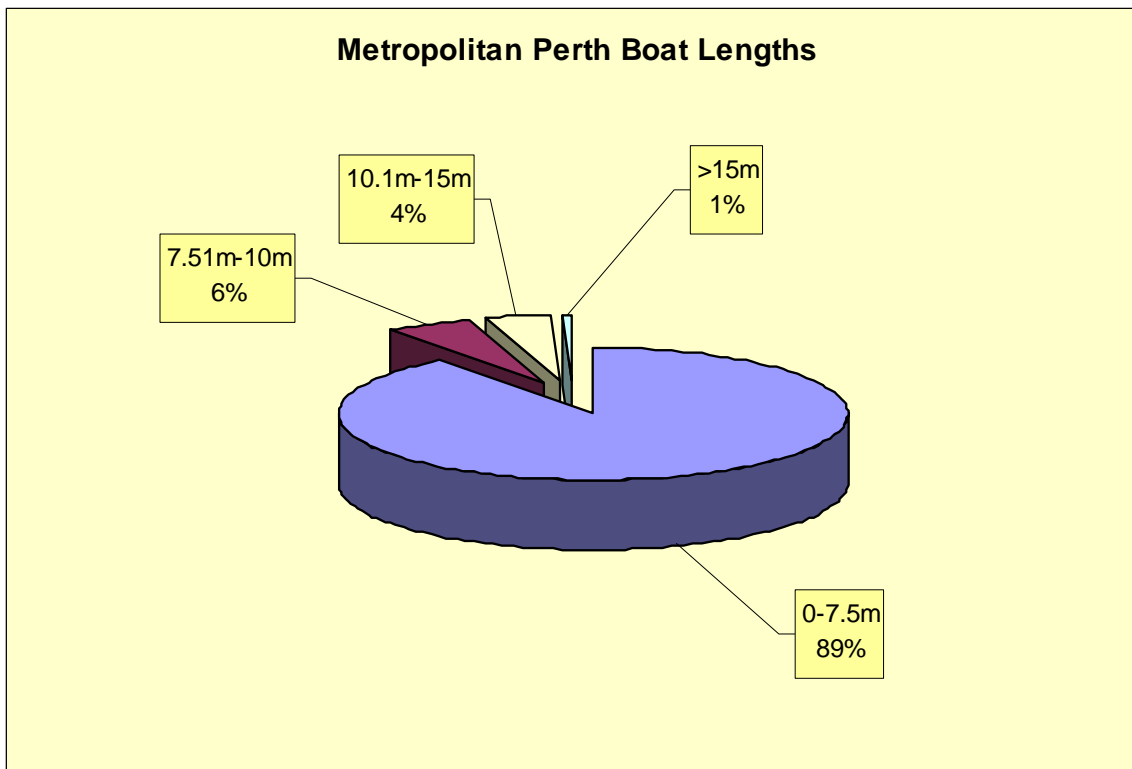 Metropolitan Perth Boat Lengths
10.1m-15m
4%
>15m
1%
7.51m-10m
6%
0-7.5m
89%